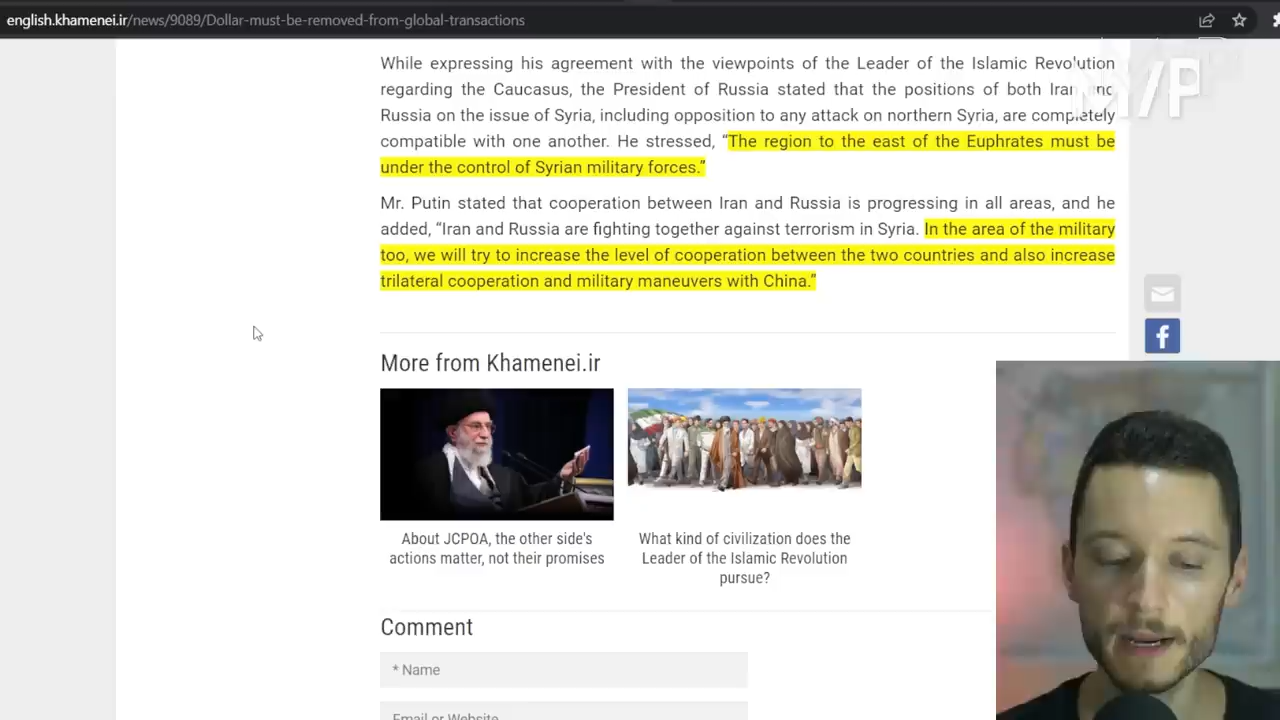 english.khamenei.ir/news/9089/Dollar-must-be-removed-from-global-transactions
While expressing his agreement with the viewpoints of the Leader of the Islamic Revolution
regarding the Caucasus, the President of Russia stated that the positions of both Iran and
Russia on the issue of Syria, including opposition to any attack on northern Syria, are completely
compatible with one another. He stressed, “The region to the east of the Euphrates must be
under the control of Syrian military forces.”
Mr. Putin stated that cooperation between Iran and Russia is progressing in all areas, and he
added, “Iran and Russia are fighting together against terrorism in Syria. In the area of the military
too, we will try to increase the level of cooperation between the two countries and also increase
trilateral cooperation and military maneuvers with China.”
f
More from Khamenei.ir
About JCPOA, the other side's
actions matter, not their promises
What kind of civilization does the
Leader of the Islamic Revolution
pursue?
Comment
* Name
Email or Website